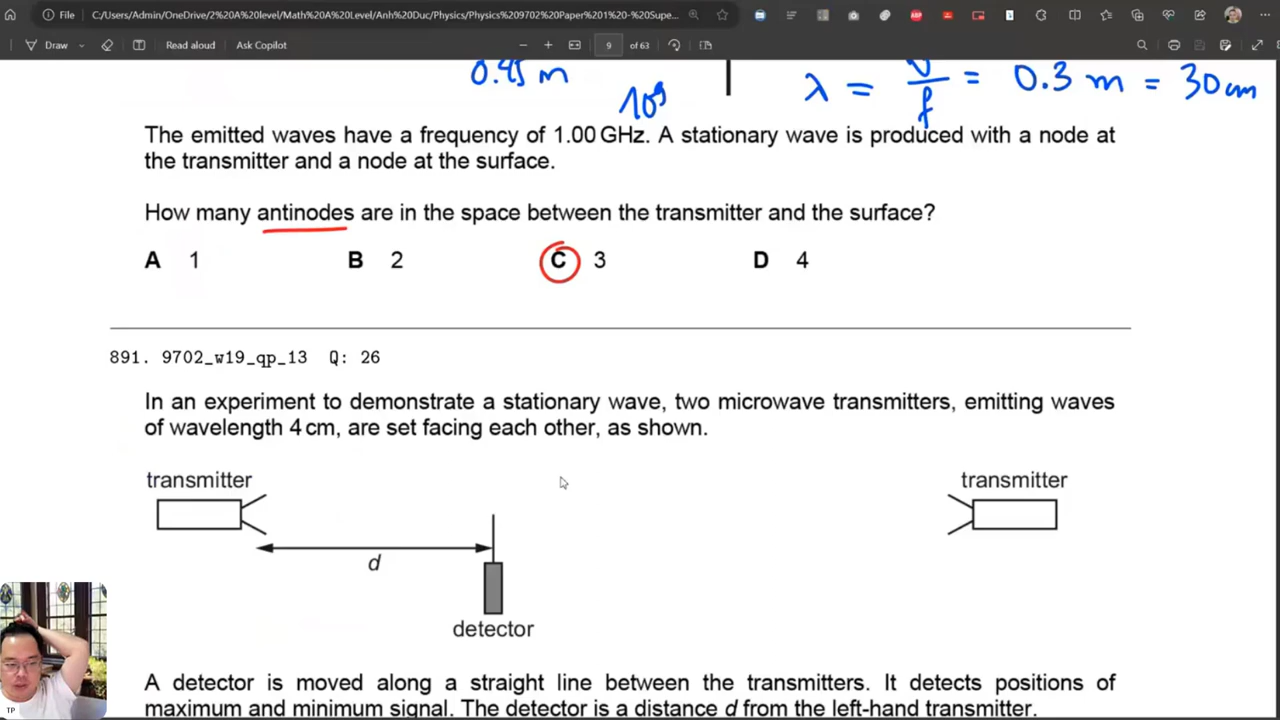 File C:/Users/Admin/OneDrive/2%20A%20level/Math%20A%20Level/Anh%20Duc/Physics/Physics%209702%20Paper%201%20-%20Supe...
Draw Read aloud Ask Copilot 9 of 63
0.45 m
10⁹
λ = v/f = 0.3 m = 30 cm
The emitted waves have a frequency of 1.00 GHz. A stationary wave is produced with a node at
the transmitter and a node at the surface.
How many antinodes are in the space between the transmitter and the surface?
A 1 B 2 C 3 D 4
891. 9702_w19_qp_13 Q: 26
In an experiment to demonstrate a stationary wave, two microwave transmitters, emitting waves
of wavelength 4 cm, are set facing each other, as shown.
transmitter transmitter
d
detector
A detector is moved along a straight line between the transmitters. It detects positions of
maximum and minimum signal. The detector is a distance d from the left-hand transmitter.
TP